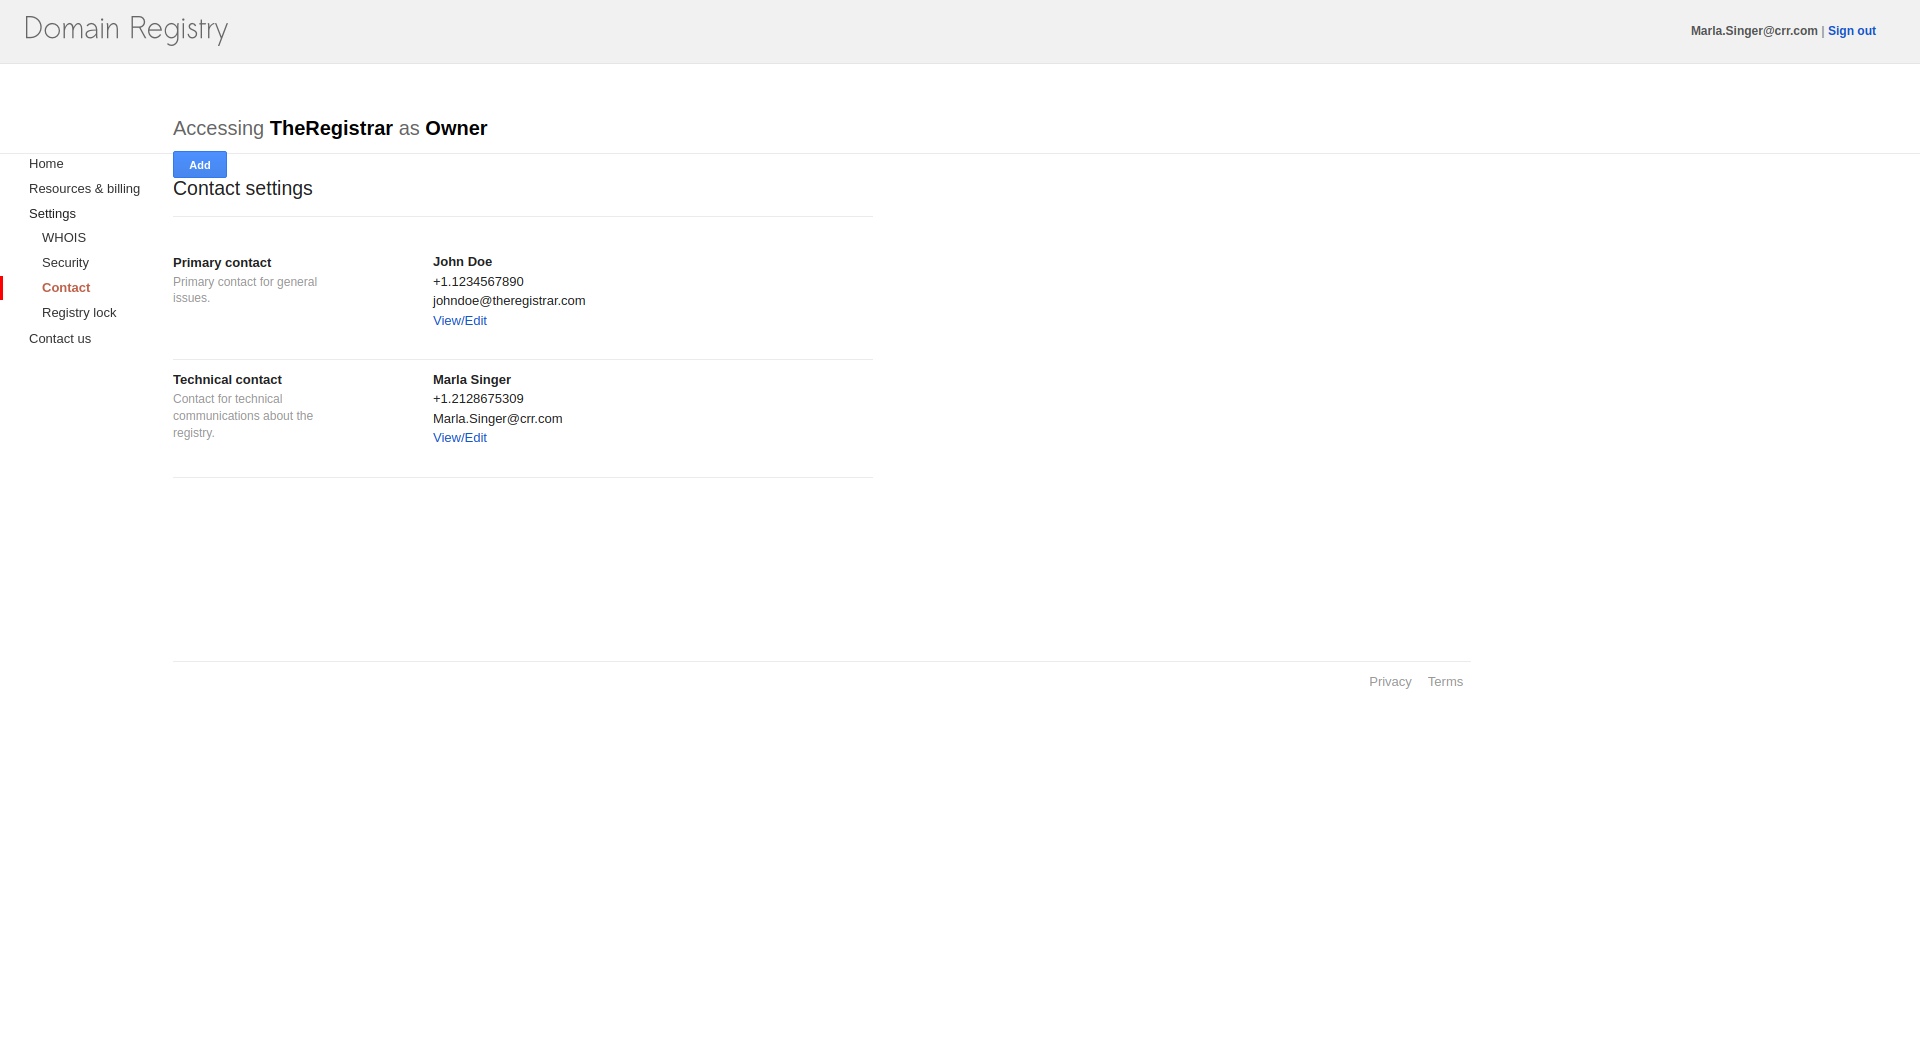 Domain Registry
Marla.Singer@crr.com | Sign out
Accessing TheRegistrar as Owner
Home
Resources & billing
Settings
WHOIS
Security
Contact
Registry lock
Contact us
Add
Contact settings
Primary contact
Primary contact for general
issues.
John Doe
+1.1234567890
johndoe@theregistrar.com
View/Edit
Technical contact
Contact for technical
communications about the
registry.
Marla Singer
+1.2128675309
Marla.Singer@crr.com
View/Edit
Privacy Terms